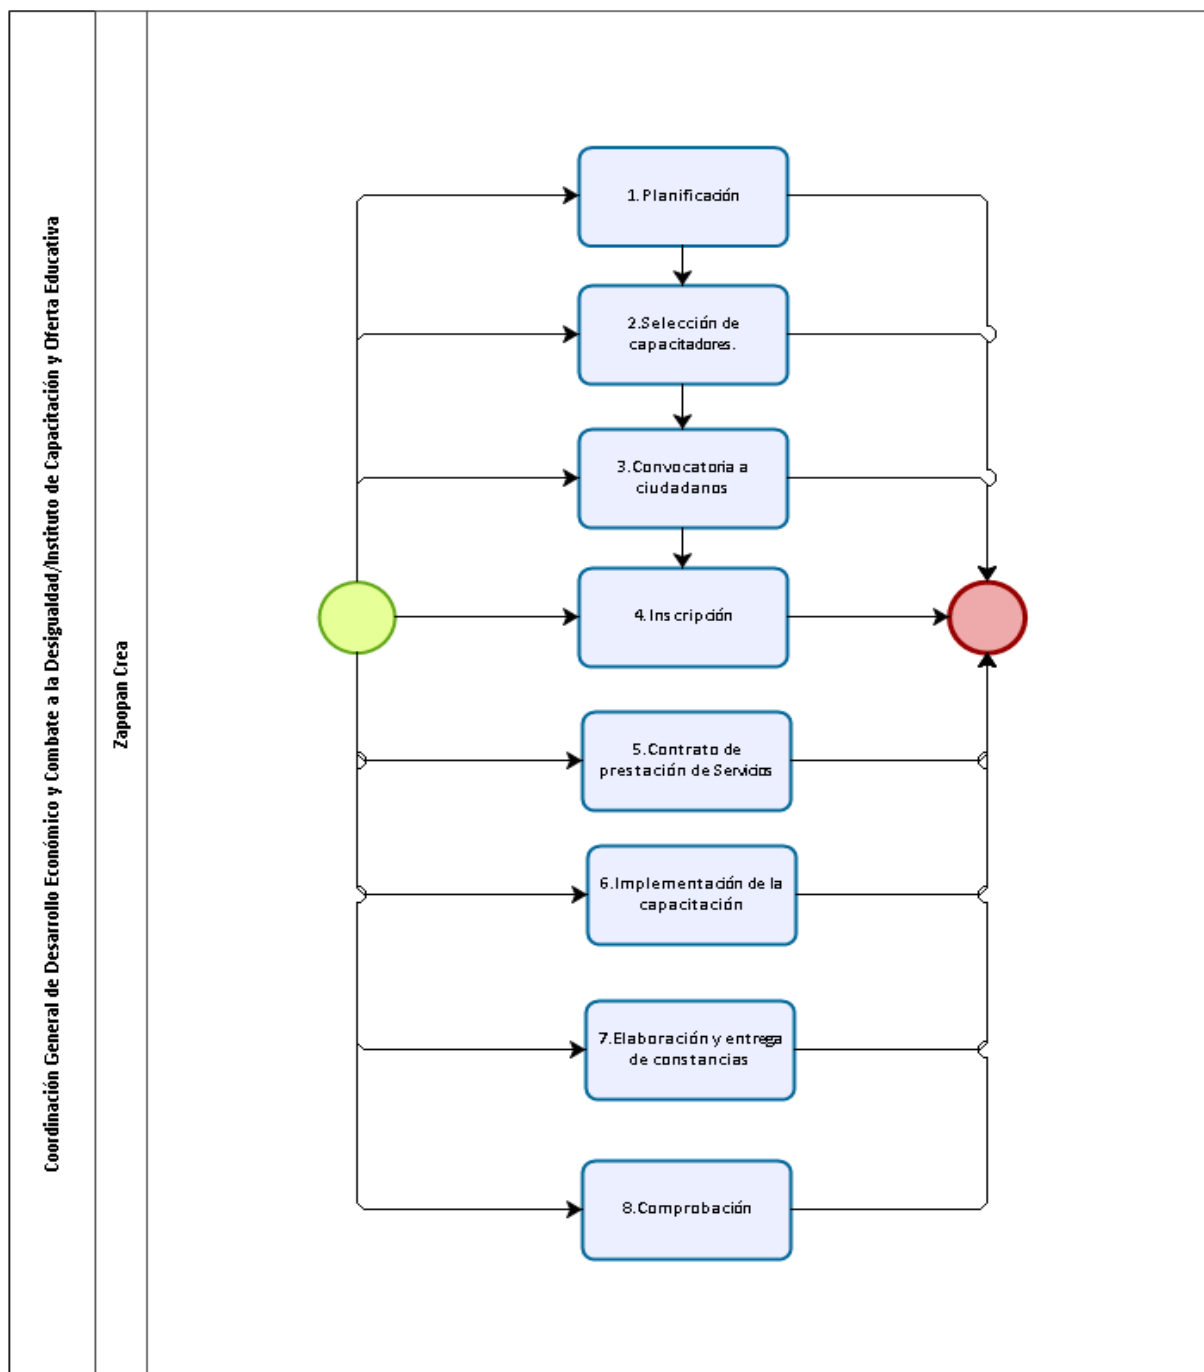 Coordinación General de Desarrollo Económico y Combate a la Desigualdad/Instituto de Capacitación y Oferta Educativa
Zapopan Crea
1.Planificación
2.Selección de
capacitadores.
3.Convocatoria a
ciudadanos
4.Inscripción
5.Contrato de
prestación de Servicios
6.Implementación de la
capacitación
7.Elaboración y entrega
de constancias
8.Comprobación